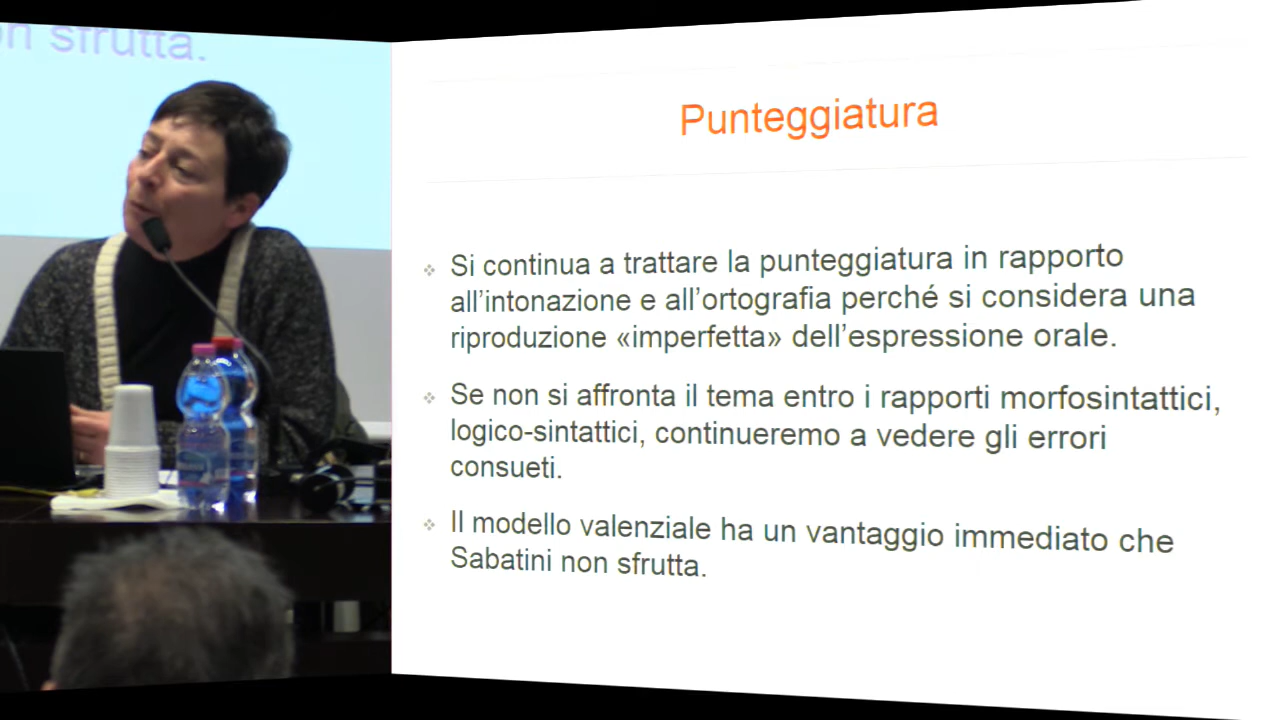 n sfrutta.
Punteggiatura
Si continua a trattare la punteggiatura in rapporto
all'intonazione e all'ortografia perché si considera una
riproduzione «imperfetta» dell'espressione orale.
Se non si affronta il tema entro i rapporti morfosintattici,
logico-sintattici, continueremo a vedere gli errori
consueti.
Il modello valenziale ha un vantaggio immediato che
Sabatini non sfrutta.